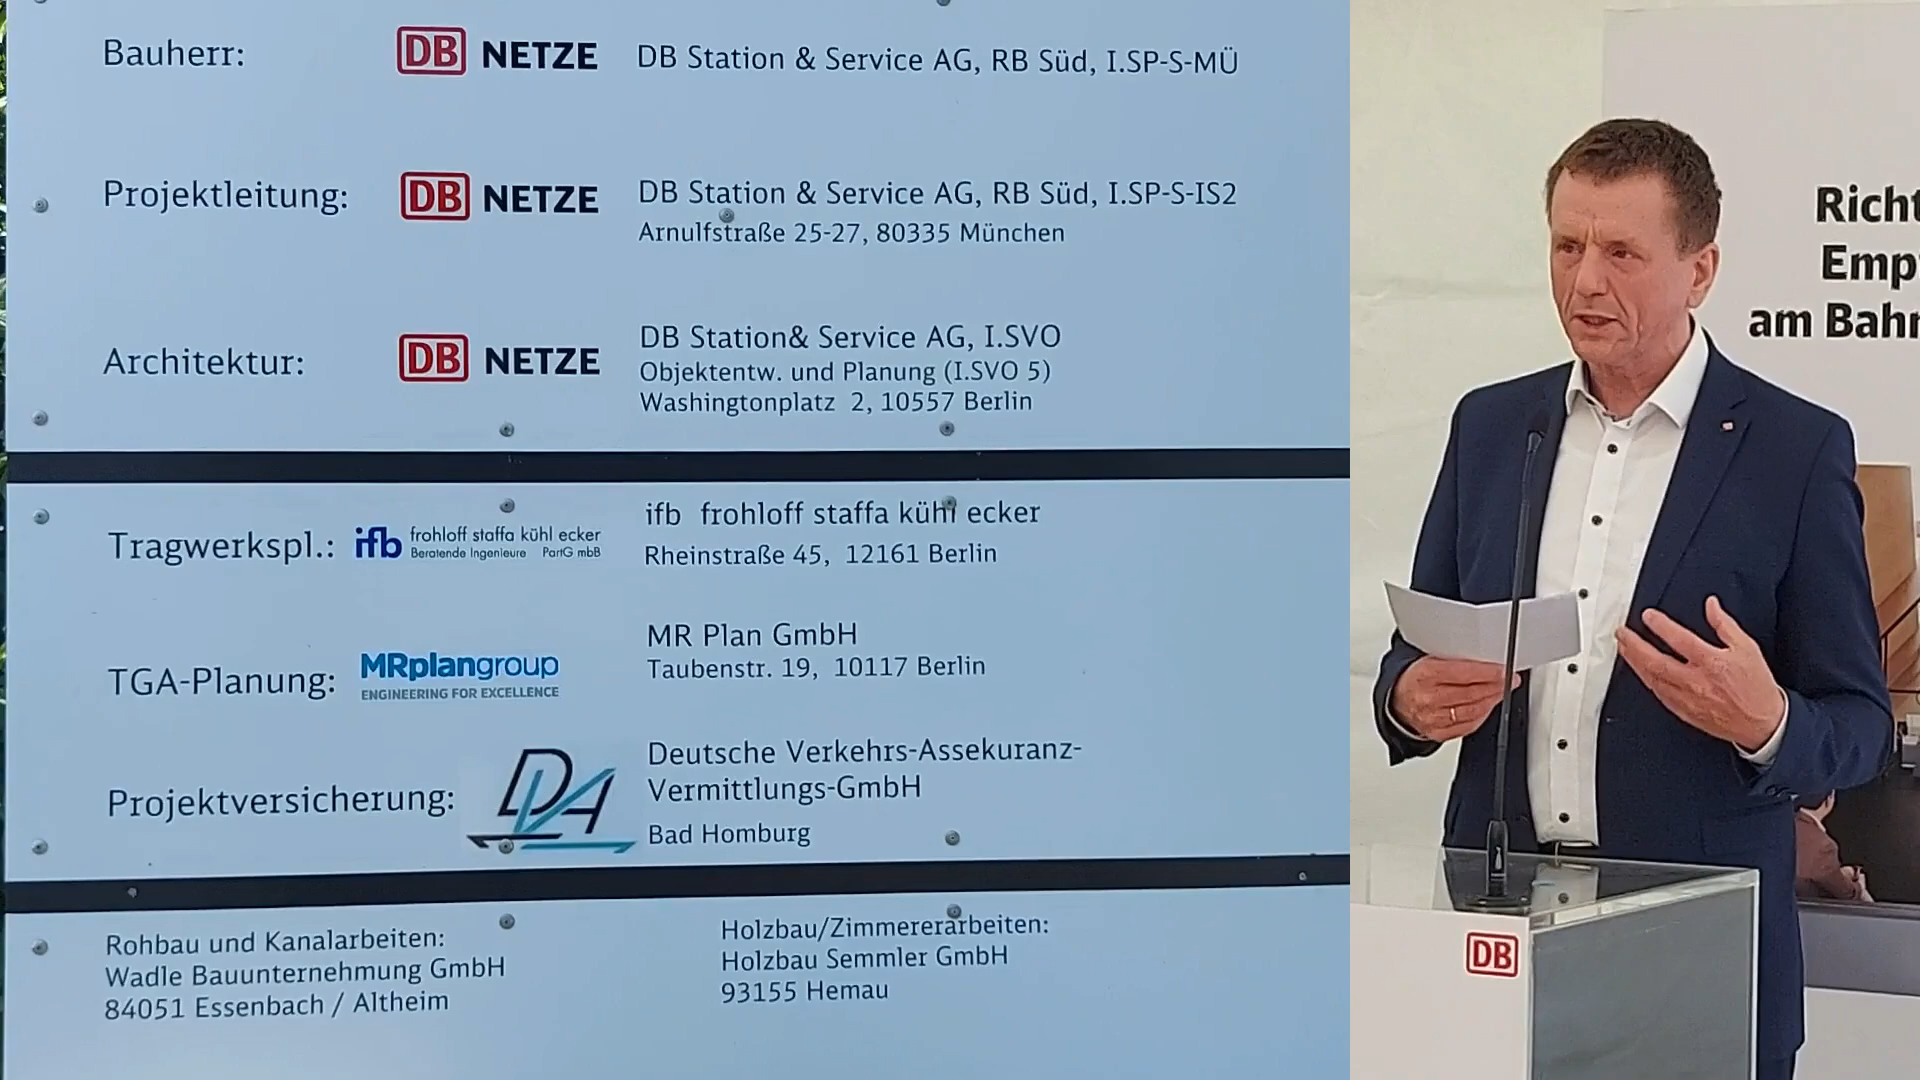 Bauherr: DB NETZE DB Station & Service AG, RB Süd, I.SP-S-MÜ
Projektleitung: DB NETZE DB Station & Service AG, RB Süd, I.SP-S-IS2
Arnulfstraße 25-27, 80335 München
Architektur: DB NETZE DB Station& Service AG, I.SVO
Objektentw. und Planung (I.SVO 5)
Washingtonplatz 2, 10557 Berlin
Tragwerkspl.: ifb frohloff staffa kühl ecker
Beratende Ingenieure PartG mbB
ifb frohloff staffa kühl ecker
Rheinstraße 45, 12161 Berlin
TGA-Planung: MRplangroup
ENGINEERING FOR EXCELLENCE
MR Plan GmbH
Taubenstr. 19, 10117 Berlin
Projektversicherung: DVA
Deutsche Verkehrs-Assekuranz-
Vermittlungs-GmbH
Bad Homburg
Rohbau und Kanalarbeiten:
Wadle Bauunternehmung GmbH
84051 Essenbach / Altheim
Holzbau/Zimmererarbeiten:
Holzbau Semmler GmbH
93155 Hemau
Richt
Emp
am Bahn
DB